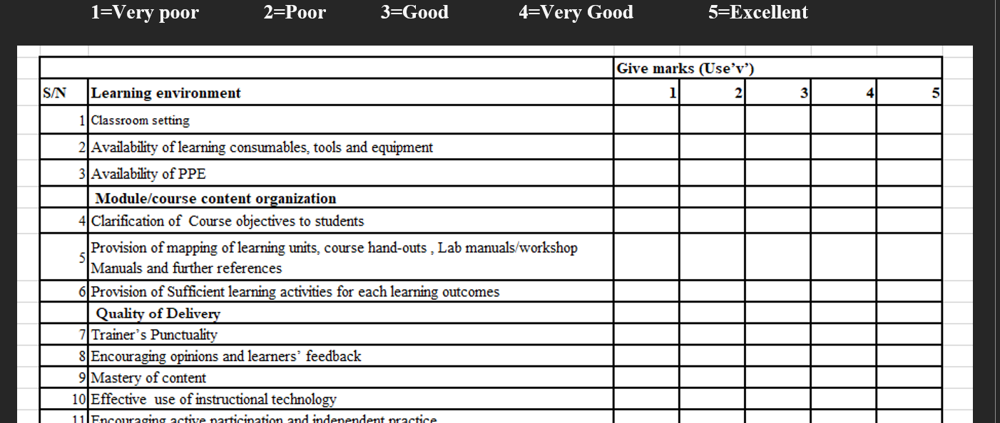 1=Very poor 2=Poor 3=Good 4=Very Good 5=Excellent
Give marks (Use’v’)
S/N Learning environment 1 2 3 4 5
1 Classroom setting
2 Availability of learning consumables, tools and equipment
3 Availability of PPE
Module/course content organization
4 Clarification of Course objectives to students
5 Provision of mapping of learning units, course hand-outs , Lab manuals/workshop
Manuals and further references
6 Provision of Sufficient learning activities for each learning outcomes
Quality of Delivery
7 Trainer’s Punctuality
8 Encouraging opinions and learners’ feedback
9 Mastery of content
10 Effective use of instructional technology
11 Encouraging active participation and independent practice